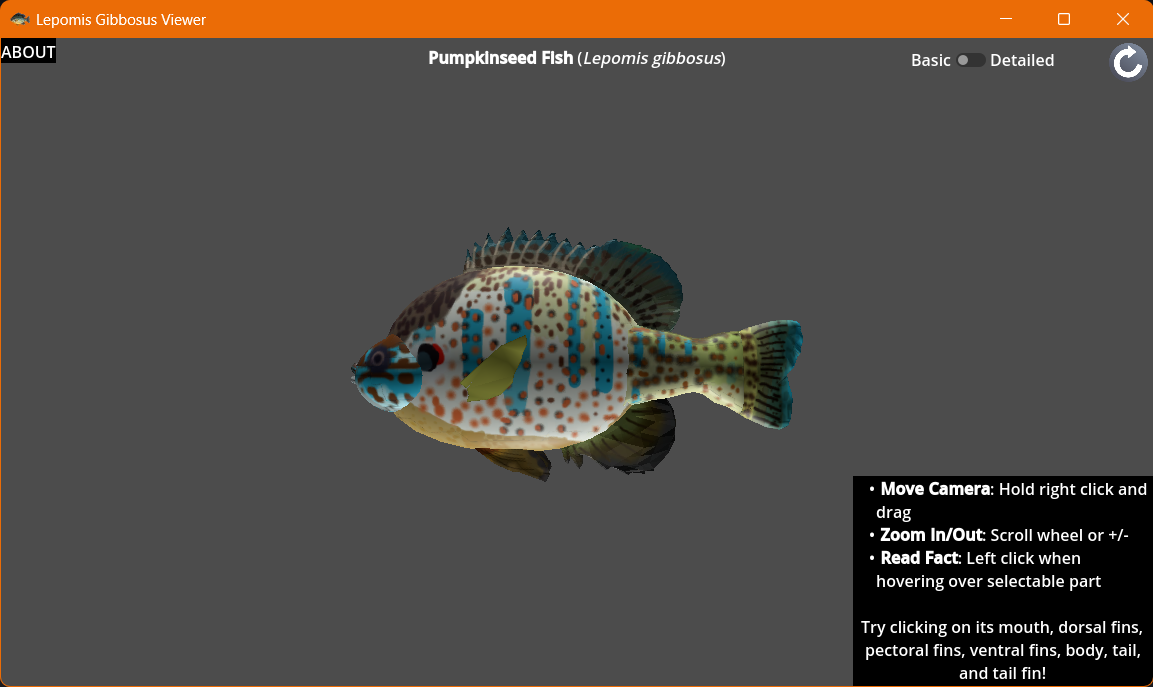 Lepomis Gibbosus Viewer
ABOUT
Pumpkinseed Fish (Lepomis gibbosus)
Basic Detailed
• Move Camera: Hold right click and
drag
• Zoom In/Out: Scroll wheel or +/-
• Read Fact: Left click when
hovering over selectable part
Try clicking on its mouth, dorsal fins,
pectoral fins, ventral fins, body, tail,
and tail fin!